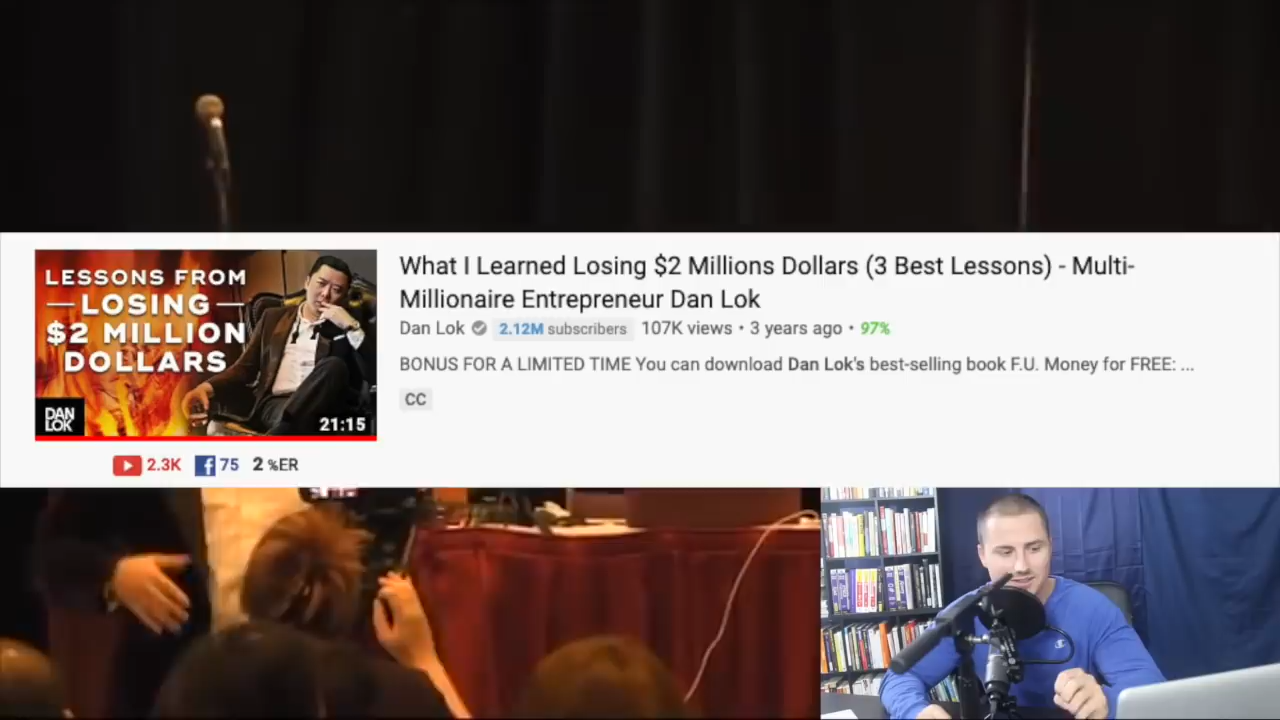 LESSONS FROM
LOSING
$2 MILLION
DOLLARS
DAN
LOK
21:15
What I Learned Losing $2 Millions Dollars (3 Best Lessons) - Multi-
Millionaire Entrepreneur Dan Lok
Dan Lok 2.12M subscribers 107K views • 3 years ago • 97%
BONUS FOR A LIMITED TIME You can download Dan Lok's best-selling book F.U. Money for FREE: ...
CC
2.3K 75 2 %ER